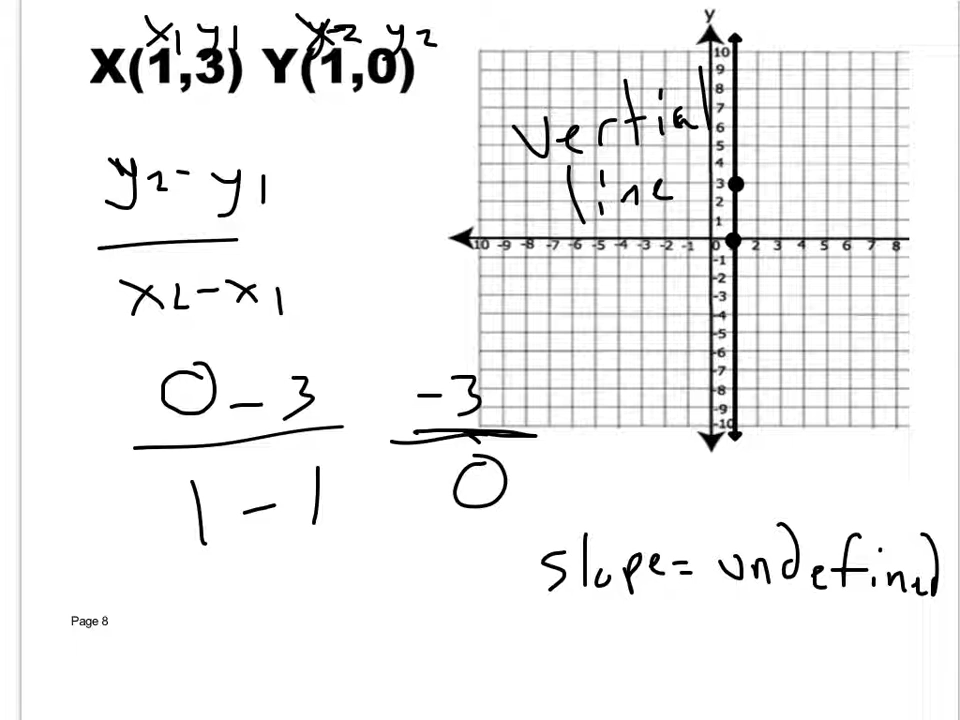 x1 y1 x2 y2
X(1,3) Y(1,0)
y2 - y1
x2 - x1
0 - 3
1 - 1
-3
0
y
10
9
8
7
6
5
4
3
2
1
-10 -9 -8 -7 -6 -5 -4 -3 -2 -1 0 2 3 4 5 6 7 8
-1
-2
-3
-4
-5
-6
-7
-8
-9
-10
vertial
line
slope= undefined
Page 8